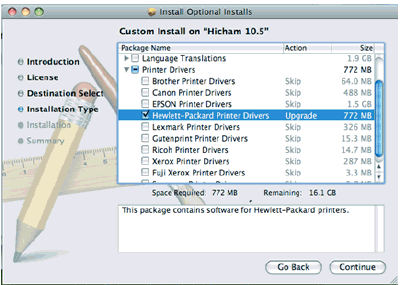 Install Optional Installs
Custom Install on "Hicham 10.5"
Introduction
License
Destination Select
Installation Type
Installation
Summary
Package Name Action Size
Language Translations 1.9 GB
Printer Drivers 772 MB
Brother Printer Drivers Skip 64.0 MB
Canon Printer Drivers Skip 488 MB
EPSON Printer Drivers Skip 1.5 GB
Hewlett-Packard Printer Drivers Upgrade 772 MB
Lexmark Printer Drivers Skip 326 MB
Gutenprint Printer Drivers Skip 15.3 MB
Ricoh Printer Drivers Skip 14.7 MB
Xerox Printer Drivers Skip 287 MB
Fuji Xerox Printer Drivers Skip 3.3 MB
Space Required: 772 MB Remaining: 16.1 GB
This package contains software for Hewlett-Packard printers.
Go Back Continue